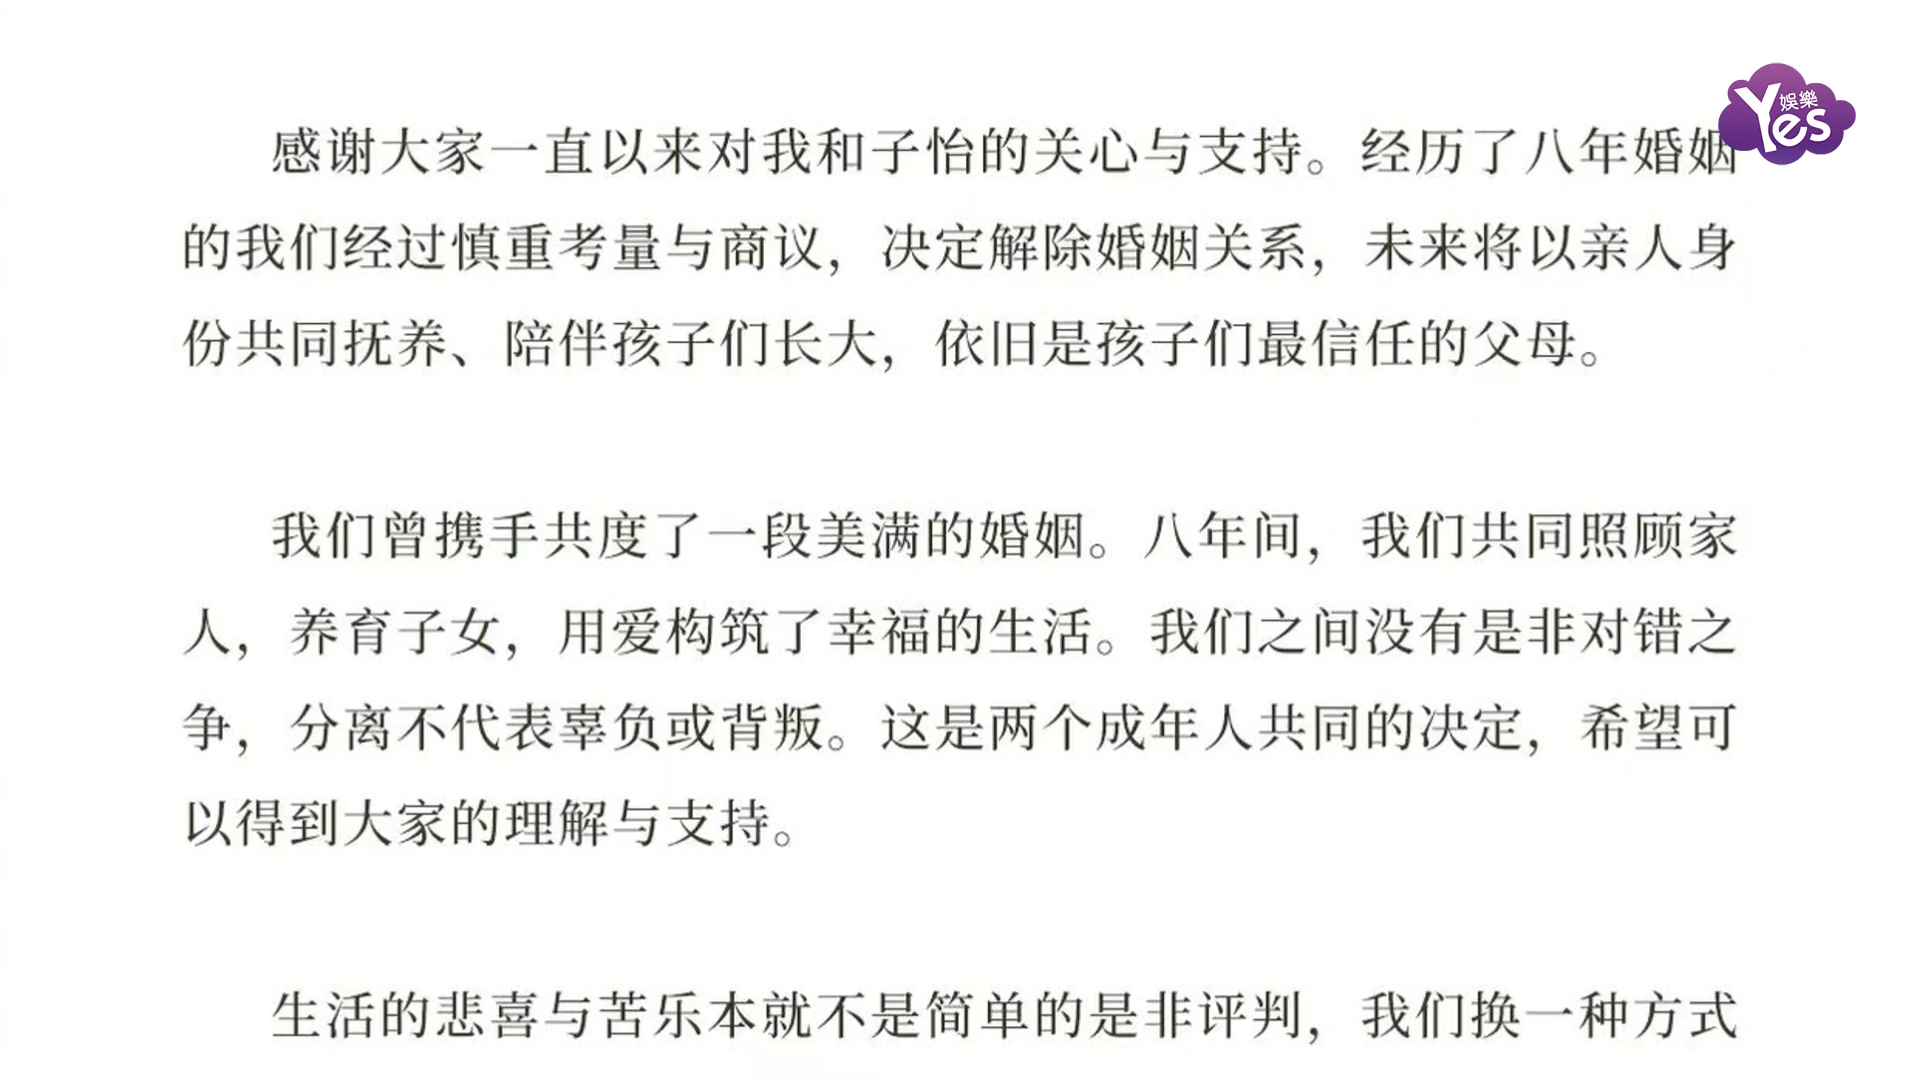 Yes 娛樂
感谢大家一直以来对我和子怡的关心与支持。经历了八年婚姻
的我们经过慎重考量与商议，决定解除婚姻关系，未来将以亲人身
份共同抚养、陪伴孩子们长大，依旧是孩子们最信任的父母。
我们曾携手共度了一段美满的婚姻。八年间，我们共同照顾家
人，养育子女，用爱构筑了幸福的生活。我们之间没有是非对错之
争，分离不代表辜负或背叛。这是两个成年人共同的决定，希望可
以得到大家的理解与支持。
生活的悲喜与苦乐本就不是简单的是非评判，我们换一种方式